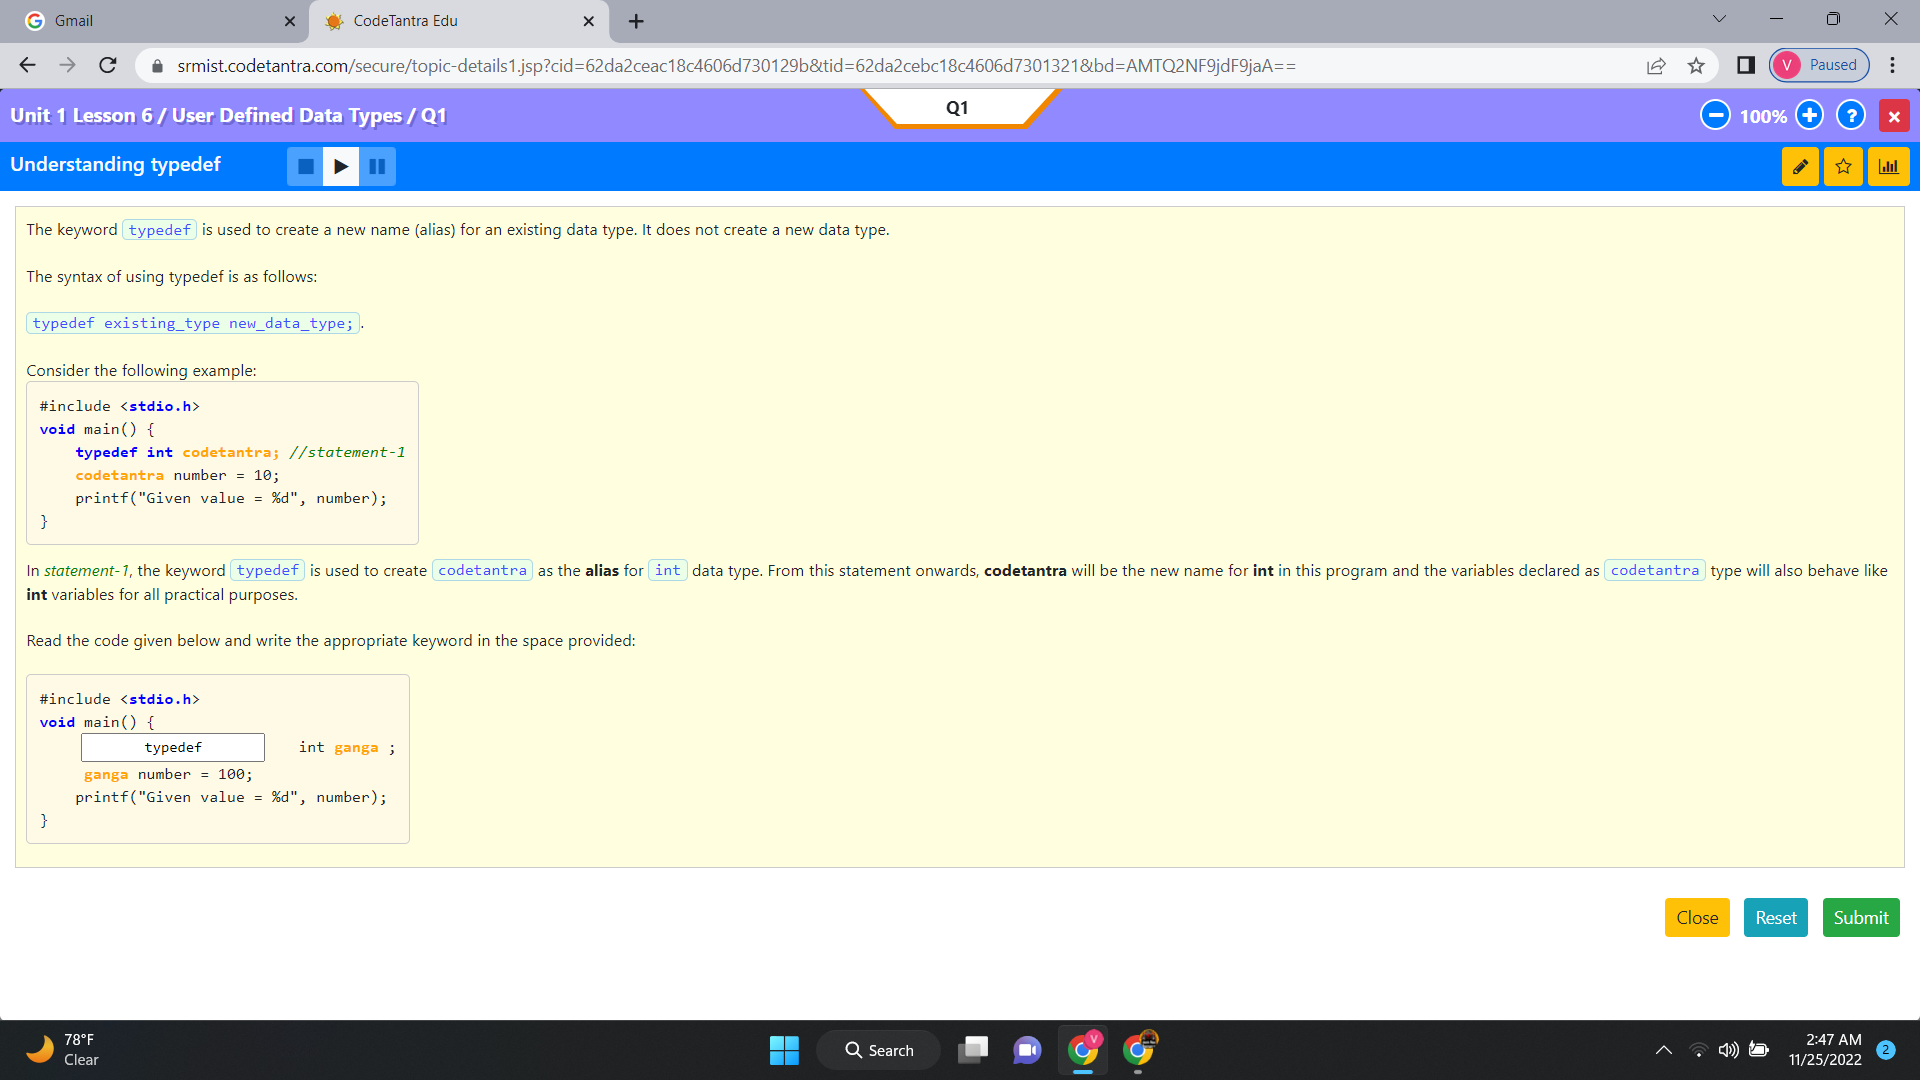 Gmail
CodeTantra Edu
srmist.codetantra.com/secure/topic-details1.jsp?cid=62da2ceac18c4606d730129b&tid=62da2cebc18c4606d7301321&bd=AMTQ2NF9jdF9jaA==
V Paused
Unit 1 Lesson 6 / User Defined Data Types / Q1
Q1
100%
?
Understanding typedef
The keyword typedef is used to create a new name (alias) for an existing data type. It does not create a new data type.
The syntax of using typedef is as follows:
typedef existing_type new_data_type;.
Consider the following example:
#include <stdio.h>
void main() {
typedef int codetantra; //statement-1
codetantra number = 10;
printf("Given value = %d", number);
}
In statement-1, the keyword typedef is used to create codetantra as the alias for int data type. From this statement onwards, codetantra will be the new name for int in this program and the variables declared as codetantra type will also behave like
int variables for all practical purposes.
Read the code given below and write the appropriate keyword in the space provided:
#include <stdio.h>
void main() {
typedef int ganga ;
ganga number = 100;
printf("Given value = %d", number);
}
Close Reset Submit
78°F
Clear
Search
V
2:47 AM
11/25/2022
2